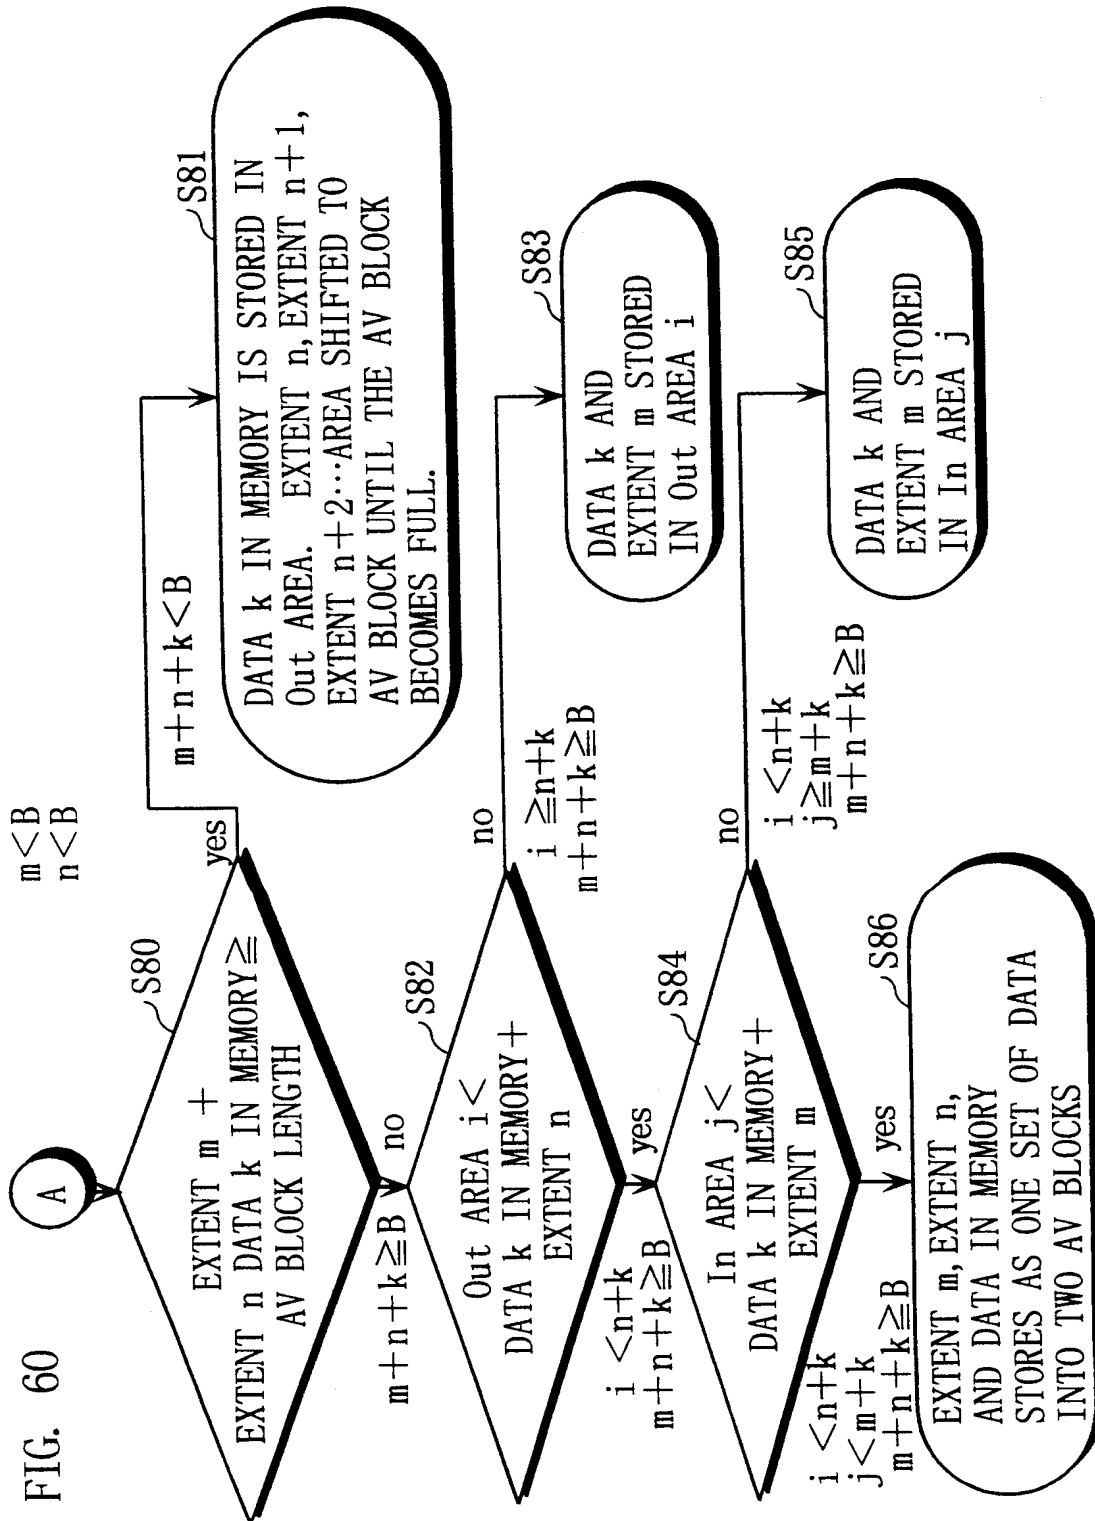 FIG. 60
A
m<B
n<B
S80
EXTENT m +
EXTENT n DATA k IN MEMORY≧
AV BLOCK LENGTH
yes
m+n+k<B
S81
DATA k IN MEMORY IS STORED IN
Out AREA. EXTENT n, EXTENT n+1,
EXTENT n+2···AREA SHIFTED TO
AV BLOCK UNTIL THE AV BLOCK
BECOMES FULL.
no
m+n+k≧B
S82
Out AREA i<
DATA k IN MEMORY+
EXTENT n
no
i ≧n+k
m+n+k≧B
S83
DATA k AND
EXTENT m STORED
IN Out AREA i
yes
i <n+k
m+n+k≧B
S84
In AREA j<
DATA k IN MEMORY+
EXTENT m
no
i <n+k
j≧m+k
m+n+k≧B
S85
DATA k AND
EXTENT m STORED
IN In AREA j
yes
i <n+k
j<m+k
m+n+k≧B
S86
EXTENT m, EXTENT n,
AND DATA IN MEMORY
STORES AS ONE SET OF DATA
INTO TWO AV BLOCKS